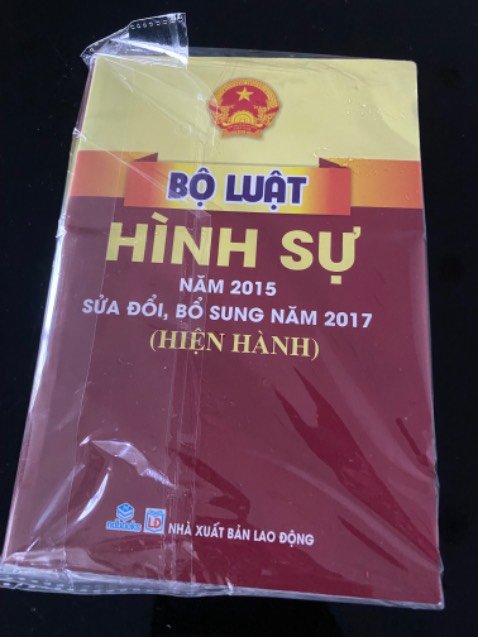 BỘ LUẬT
HÌNH SỰ
NĂM 2015
SỬA ĐỔI, BỔ SUNG NĂM 2017
(HIỆN HÀNH)
LĐ NHÀ XUẤT BẢN LAO ĐỘNG